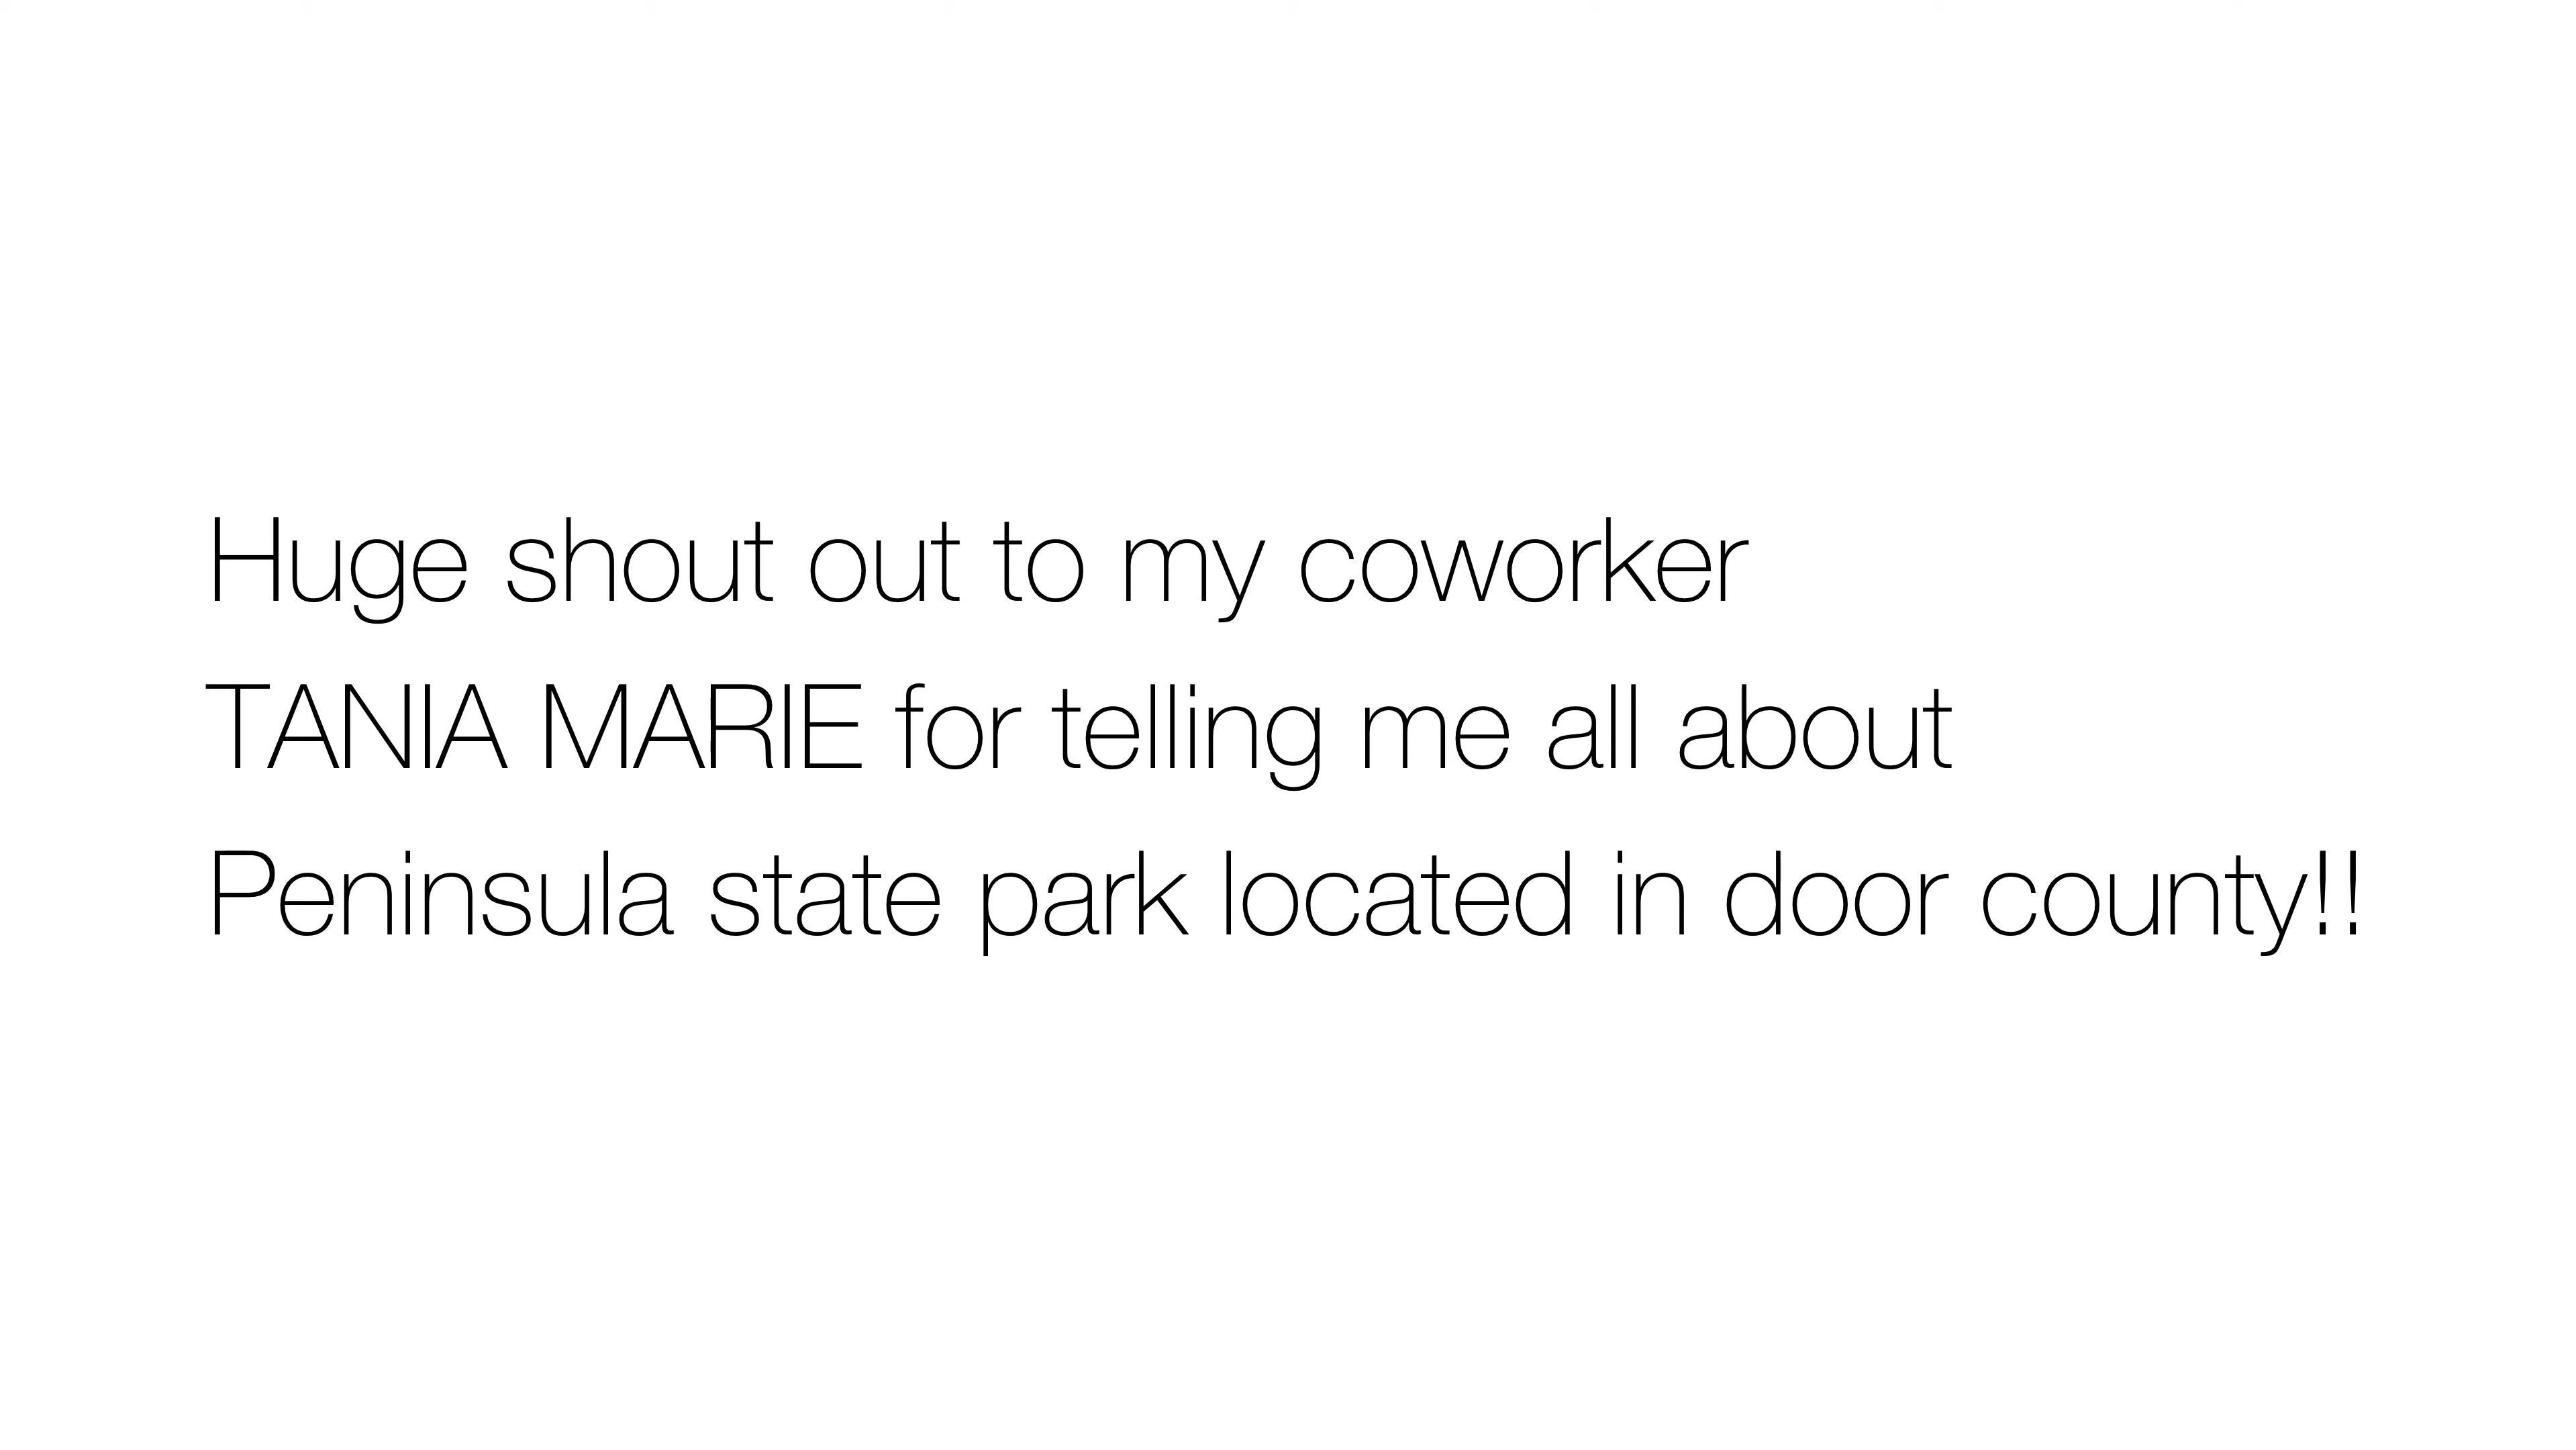 Huge shout out to my coworker
TANIA MARIE for telling me all about
Peninsula state park located in door county!!